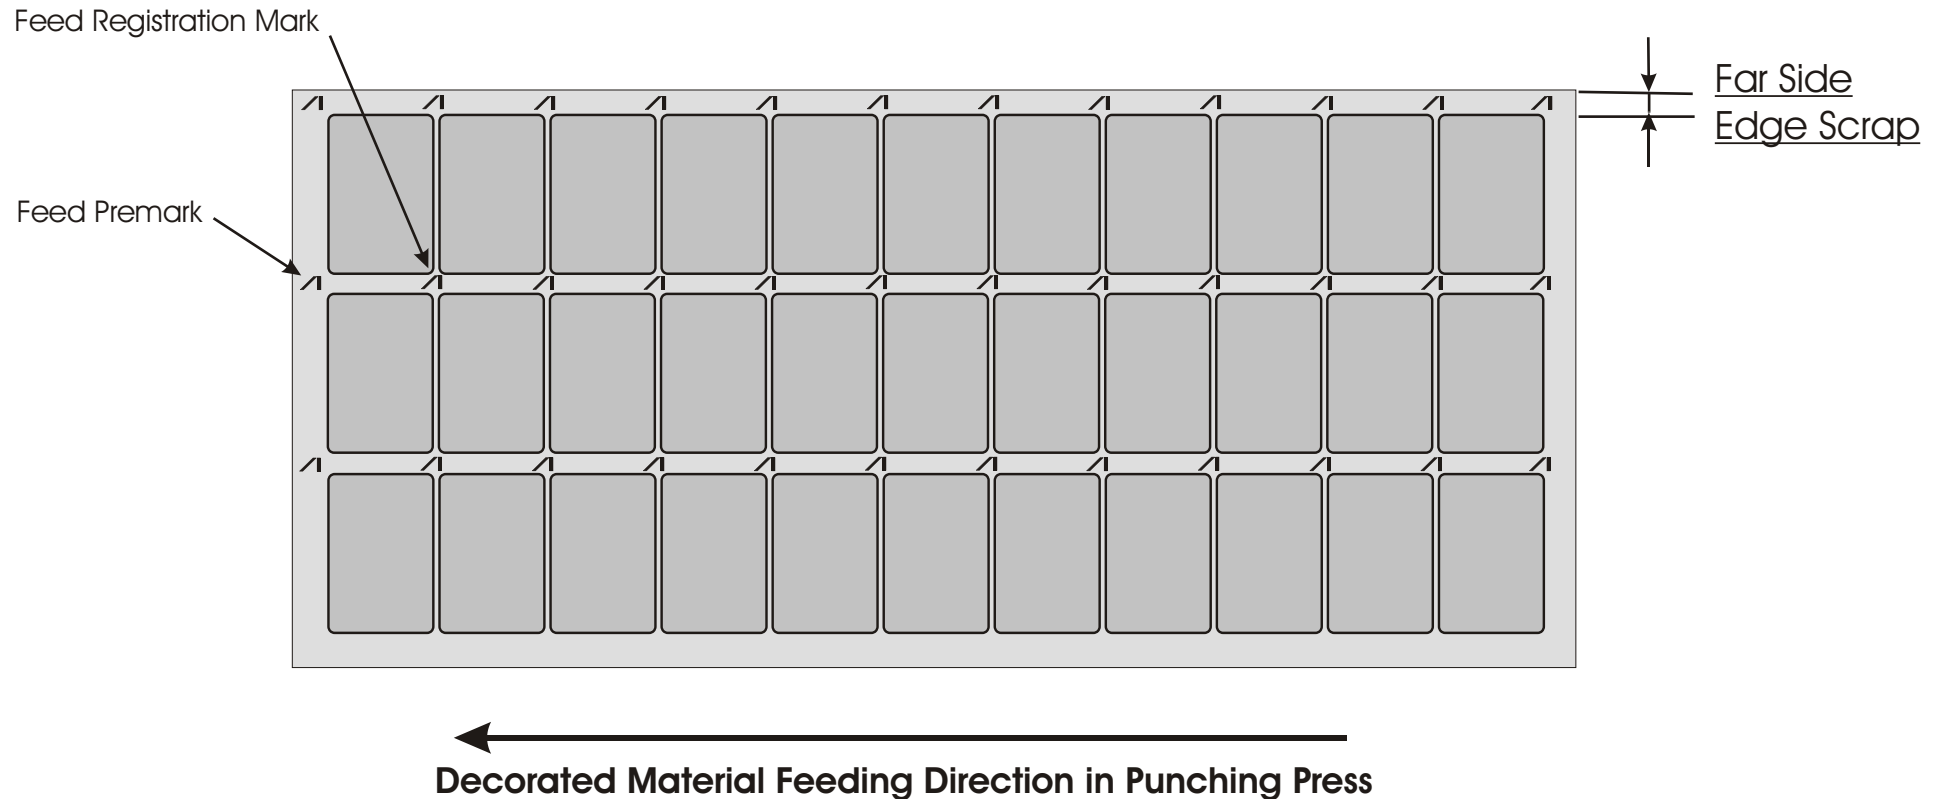 Feed Registration Mark
Far Side
Edge Scrap
Feed Premark
Decorated Material Feeding Direction in Punching Press